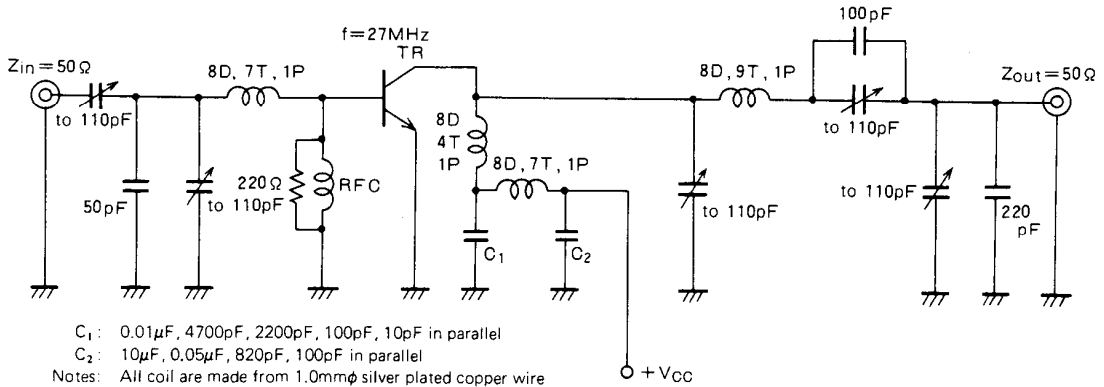 f=27MHz
TR
Zin=50Ω
to 110pF
8D, 7T, 1P
50pF
to 110pF
220Ω
RFC
8D
4T
1P
8D, 7T, 1P
C₁
C₂
to 110pF
8D, 9T, 1P
100pF
to 110pF
to 110pF
220
pF
Zout=50Ω
+VCC
C₁: 0.01μF, 4700pF, 2200pF, 100pF, 10pF in parallel
C₂: 10μF, 0.05μF, 820pF, 100pF in parallel
Notes: All coil are made from 1.0mmϕ silver plated copper wire